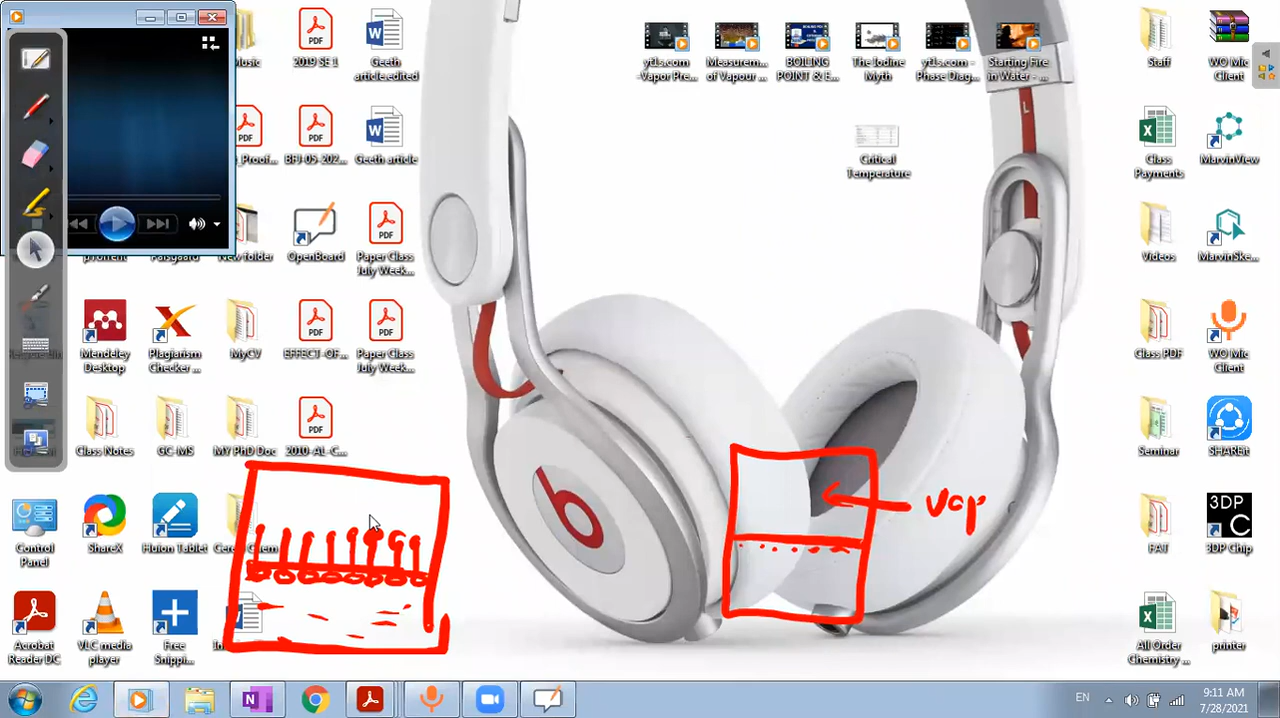 Music
2019 SE 1
Geeth
article.edited
yt1s.com
-Vapor Pre...
Measurem...
of Vapour ...
BOILING
POINT & E...
The Iodine
Myth
yt1s.com -
Phase Diag...
Starting Fire
in Water - ...
Staff
WO Mic
Client
_Proof...
BFJ-05-202...
Geeth article
Critical
Temperature
Class
Payments
MarvinView
New folder
OpenBoard
Paper Class
July Week...
Videos
MarvinSke...
Mendeley
Desktop
Plagiarism
Checker ...
MyCV
EFFECT-OF...
Paper Class
July Week...
Class PDF
WO Mic
Client
Class Notes
GC-MS
MY PhD Doc
2010-AL-C...
Seminar
SHAREit
vap
Control
Panel
ShareX
Huion Tablet
FAT
3DP Chip
Acrobat
Reader DC
VLC media
player
Free
Snippi...
All Order
Chemistry ...
printer
EN
9:11 AM
7/28/2021